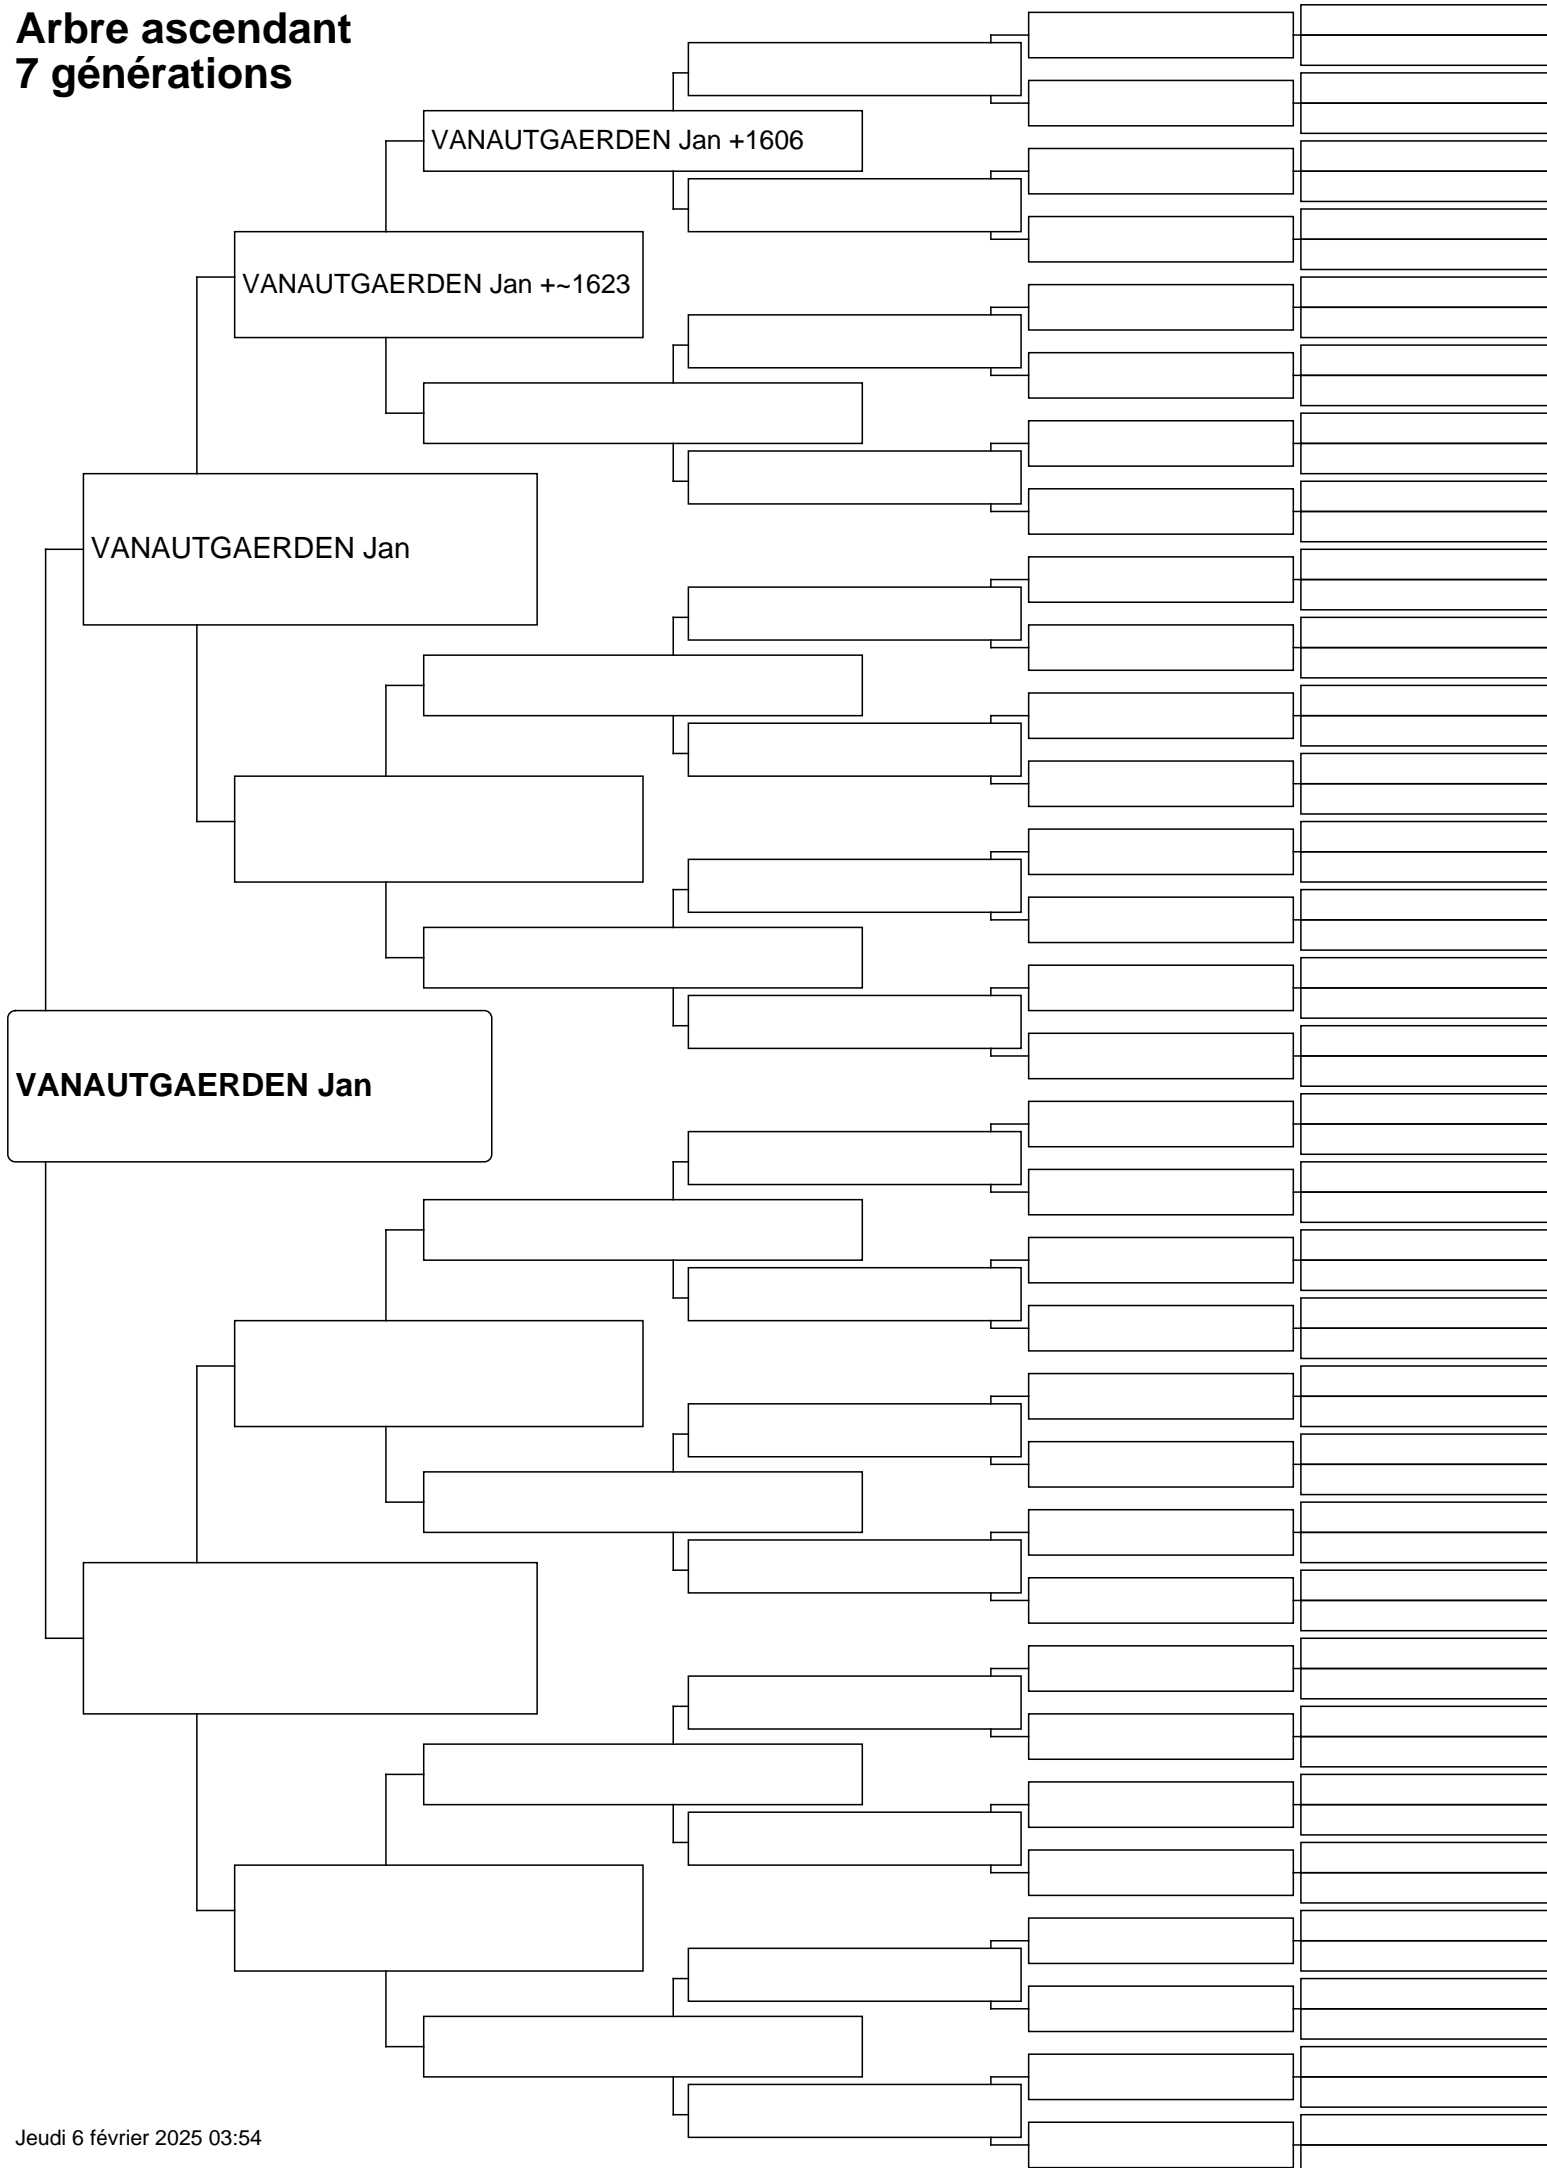 Arbre ascendant
7 générations
VANAUTGAERDEN Jan +1606
VANAUTGAERDEN Jan +~1623
VANAUTGAERDEN Jan
VANAUTGAERDEN Jan
Jeudi 6 février 2025 03:54